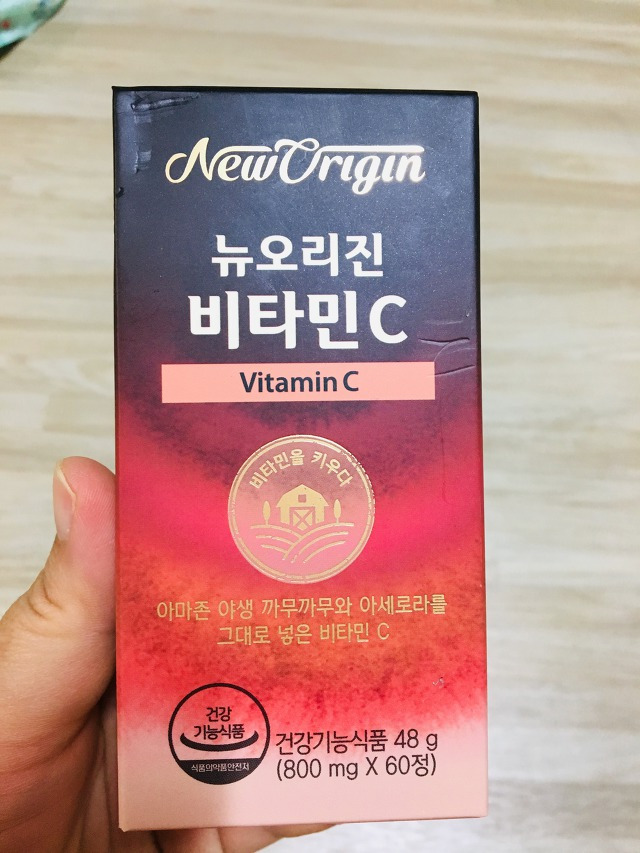 New Origin
뉴오리진
비타민 C
Vitamin C
비타민을 키우다
아마존 야생 까무까무와 아세로라를
그대로 넣은 비타민 C
건강
기능식품
식품의약품안전처
건강기능식품 48 g
(800 mg X 60정)